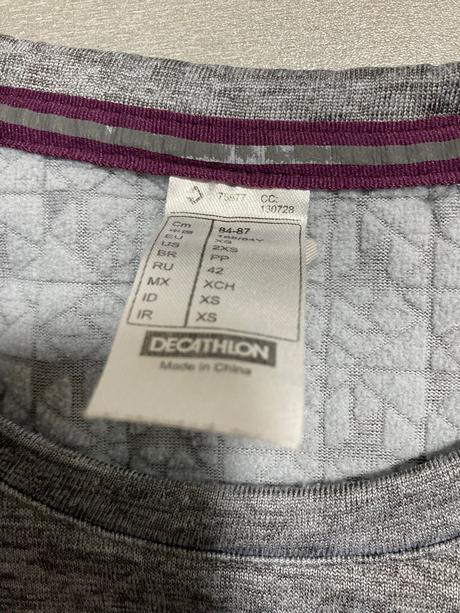 75877 CC:
130728
Cm 84-87
EU XS
US 2XS
BR PP
RU 42
MX XCH
ID XS
IR XS
DECATHLON
Made in China